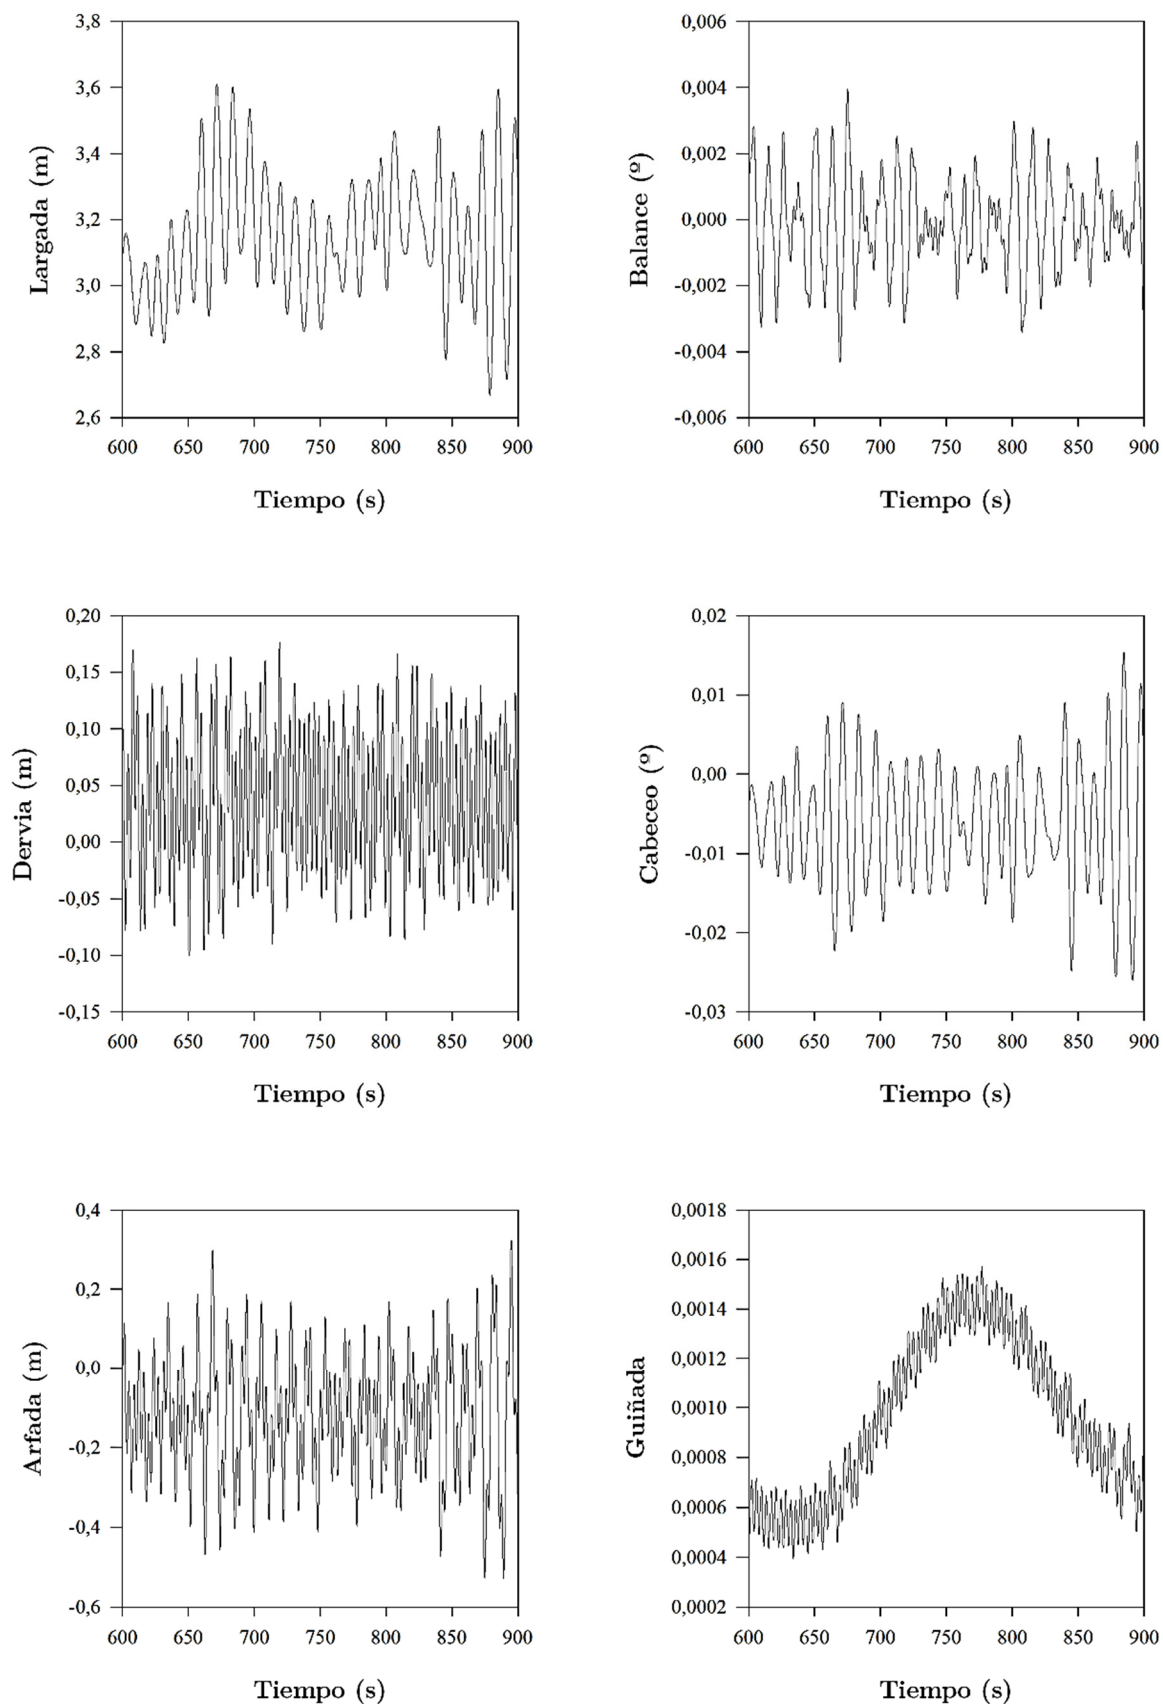 3,8
3,6
3,4
3,2
3,0
2,8
2,6
Largada (m)
600 650 700 750 800 850 900
Tiempo (s)
0,006
0,004
0,002
0,000
-0,002
-0,004
-0,006
Balance (º)
600 650 700 750 800 850 900
Tiempo (s)
0,20
0,15
0,10
0,05
0,00
-0,05
-0,10
-0,15
Dervia (m)
600 650 700 750 800 850 900
Tiempo (s)
0,02
0,01
0,00
-0,01
-0,02
-0,03
Cabeceo (º)
600 650 700 750 800 850 900
Tiempo (s)
0,4
0,2
0,0
-0,2
-0,4
-0,6
Arfada (m)
600 650 700 750 800 850 900
Tiempo (s)
0,0018
0,0016
0,0014
0,0012
0,0010
0,0008
0,0006
0,0004
0,0002
Guiñada
600 650 700 750 800 850 900
Tiempo (s)